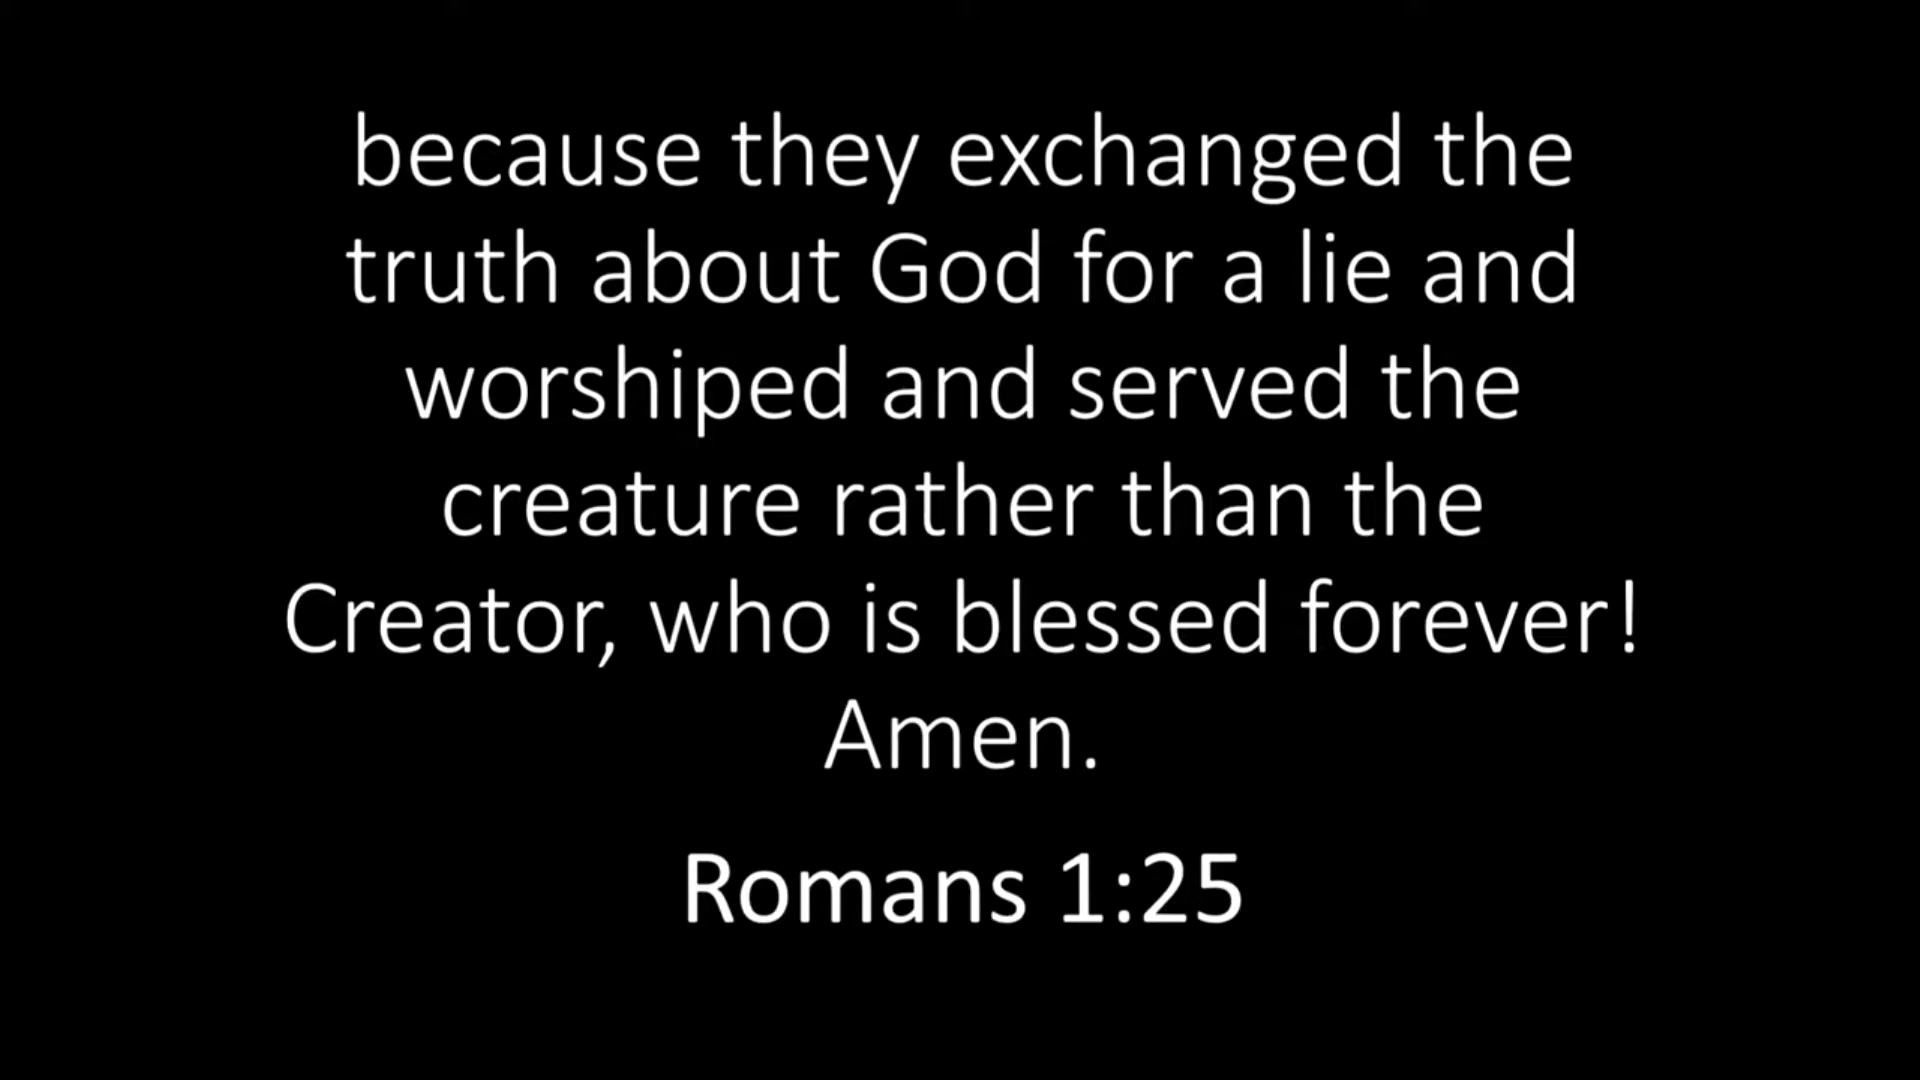 because they exchanged the
truth about God for a lie and
worshiped and served the
creature rather than the
Creator, who is blessed forever!
Amen.
Romans 1:25